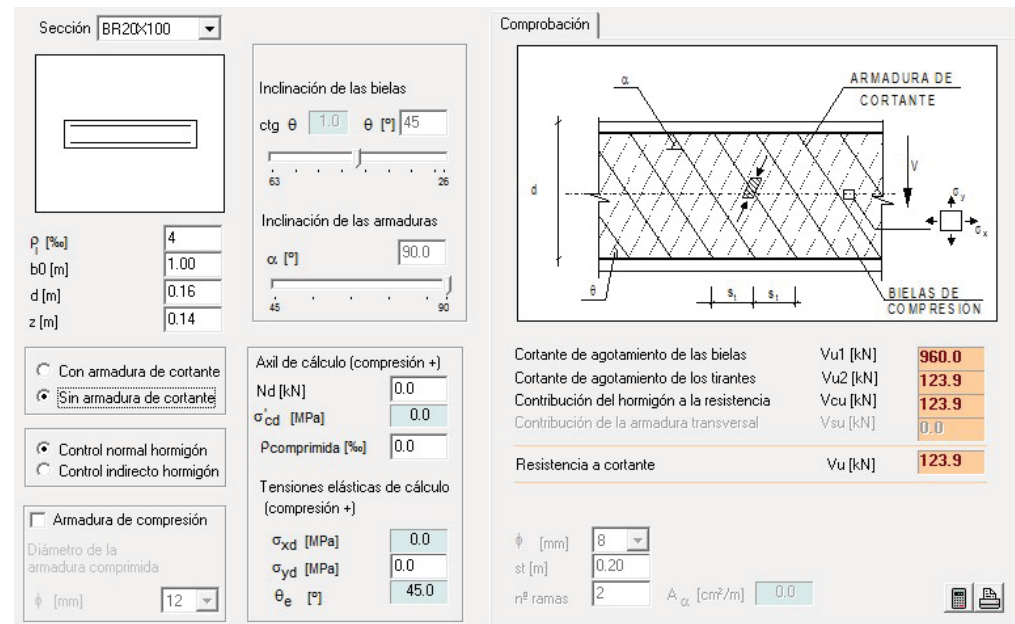 Sección BR20X100
ρl [‰] 4
b0 [m] 1.00
d [m] 0.16
z [m] 0.14
Con armadura de cortante
Sin armadura de cortante
Control normal hormigón
Control indirecto hormigón
Armadura de compresión
Diámetro de la
armadura comprimida
ϕ [mm] 12
Inclinación de las bielas
ctg θ 1.0 θ [º] 45
63 26
Inclinación de las armaduras
α [º] 90.0
45 90
Axil de cálculo (compresión +)
Nd [kN] 0.0
σ'cd [MPa] 0.0
ρcomprimida [‰] 0.0
Tensiones elásticas de cálculo
(compresión +)
σxd [MPa] 0.0
σyd [MPa] 0.0
θe [º] 45.0
Comprobación
α
ARMADURA DE
CORTANTE
V
d
σy
σx
θ
st st
BIELAS DE
COMPRESION
Cortante de agotamiento de las bielas Vu1 [kN] 960.0
Cortante de agotamiento de los tirantes Vu2 [kN] 123.9
Contribución del hormigón a la resistencia Vcu [kN] 123.9
Contribución de la armadura transversal Vsu [kN] 0.0
Resistencia a cortante Vu [kN] 123.9
ϕ [mm] 8
st [m] 0.20
nº ramas 2 Aα [cm²/m] 0.0